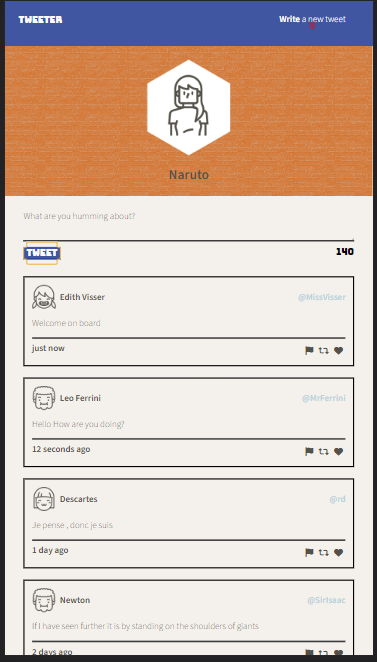 TWEETER
Write a new tweet
Naruto
What are you humming about?
TWEET
140
Edith Visser
@MissVisser
Welcome on board
just now
Leo Ferrini
@MrFerrini
Hello How are you doing?
12 seconds ago
Descartes
@rd
Je pense , donc je suis
1 day ago
Newton
@SirIsaac
If I have seen further it is by standing on the shoulders of giants
2 days ago